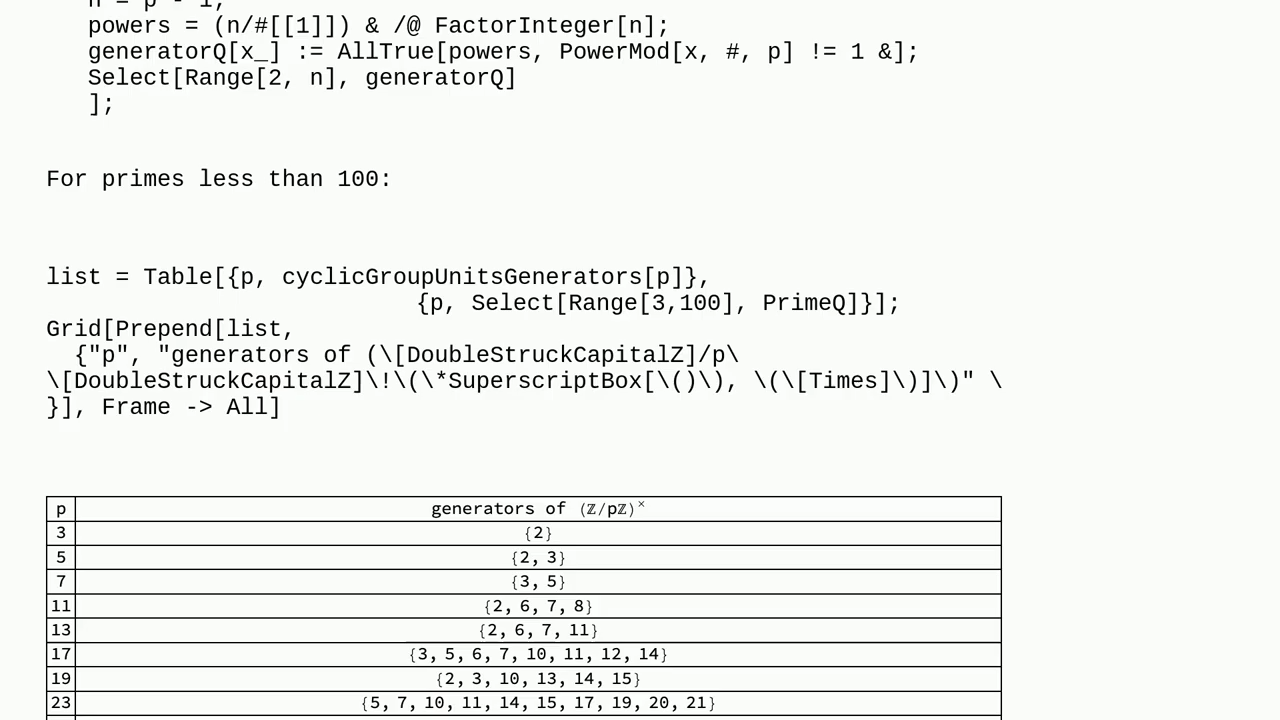 n = p - 1;
powers = (n/#[[1]]) & /@ FactorInteger[n];
generatorQ[x_] := AllTrue[powers, PowerMod[x, #, p] != 1 &];
Select[Range[2, n], generatorQ]
];
For primes less than 100:
list = Table[{p, cyclicGroupUnitsGenerators[p]},
{p, Select[Range[3,100], PrimeQ]}];
Grid[Prepend[list,
{"p", "generators of (\[DoubleStruckCapitalZ]/p\
\[DoubleStruckCapitalZ]\!\(\*SuperscriptBox[\()\), \(\[Times]\)]\)" \
}], Frame -> All]
p generators of (ℤ/pℤ)×
3 {2}
5 {2, 3}
7 {3, 5}
11 {2, 6, 7, 8}
13 {2, 6, 7, 11}
17 {3, 5, 6, 7, 10, 11, 12, 14}
19 {2, 3, 10, 13, 14, 15}
23 {5, 7, 10, 11, 14, 15, 17, 19, 20, 21}